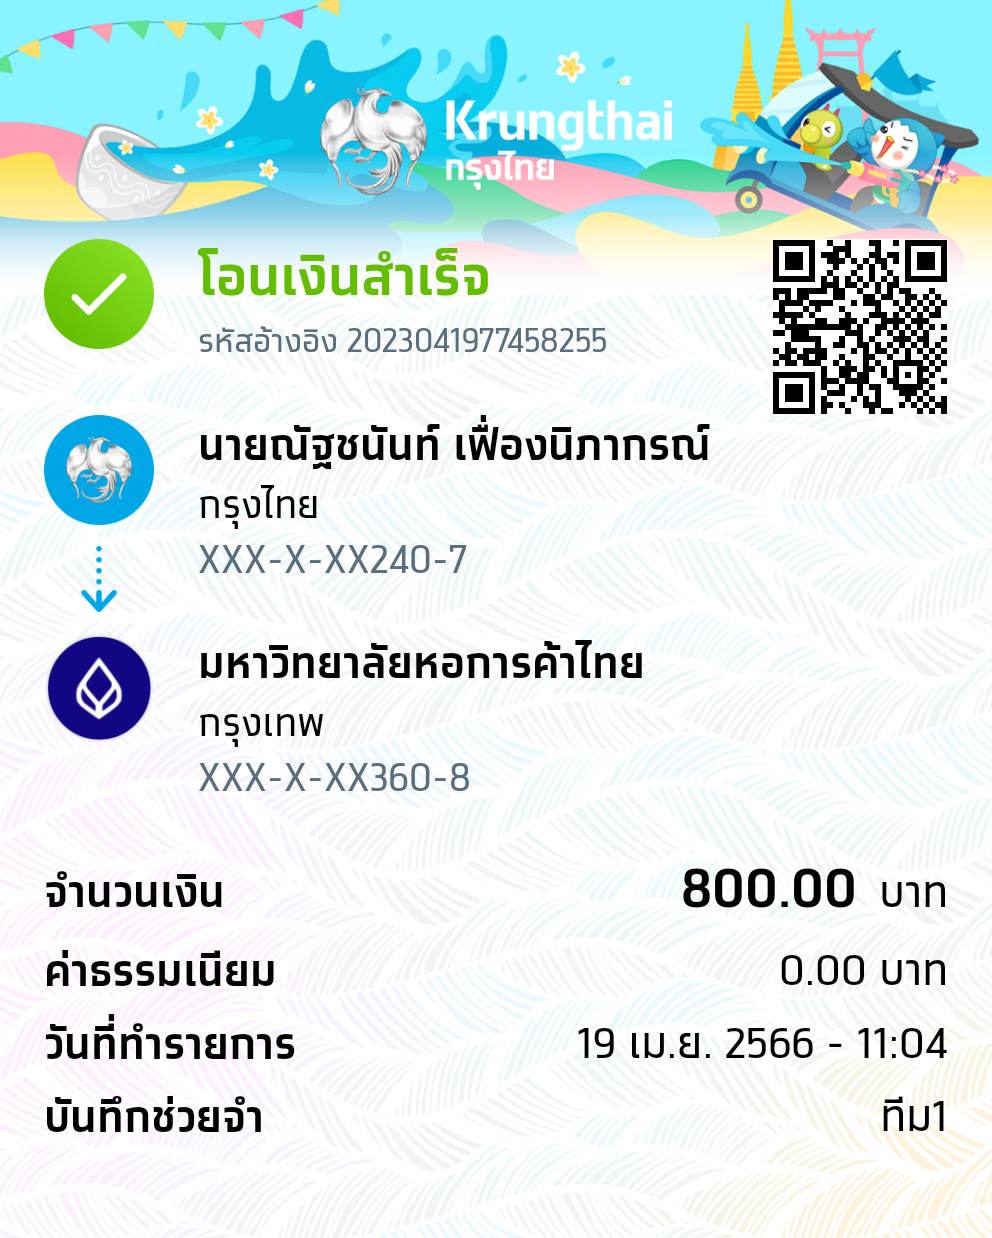 Krungthai
กรุงไทย
โอนเงินสำเร็จ
รหัสอ้างอิง 2023041977458255
นายณัฐชนันท์ เฟื่องนิภากรณ์
กรุงไทย
XXX-X-XX240-7
มหาวิทยาลัยหอการค้าไทย
กรุงเทพ
XXX-X-XX360-8
จำนวนเงิน 800.00 บาท
ค่าธรรมเนียม 0.00 บาท
วันที่ทำรายการ 19 เม.ย. 2566 - 11:04
บันทึกช่วยจำ ทีม1